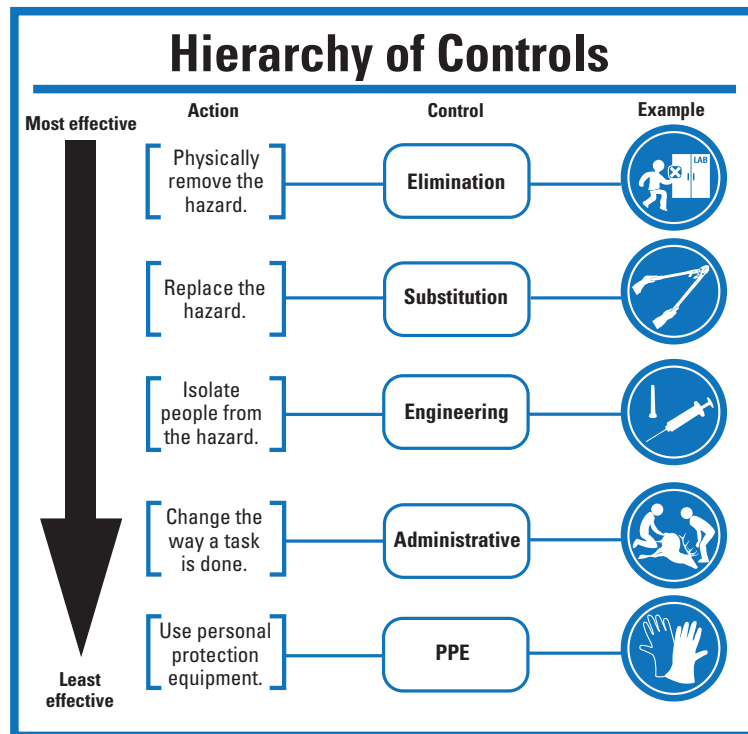 Hierarchy of Controls
Action
Control
Example
Most effective
Physically
remove the
hazard.
Elimination
LAB
Replace the
hazard.
Substitution
Isolate
people from
the hazard.
Engineering
Change the
way a task
is done.
Administrative
Use personal
protection
equipment.
PPE
Least
effective